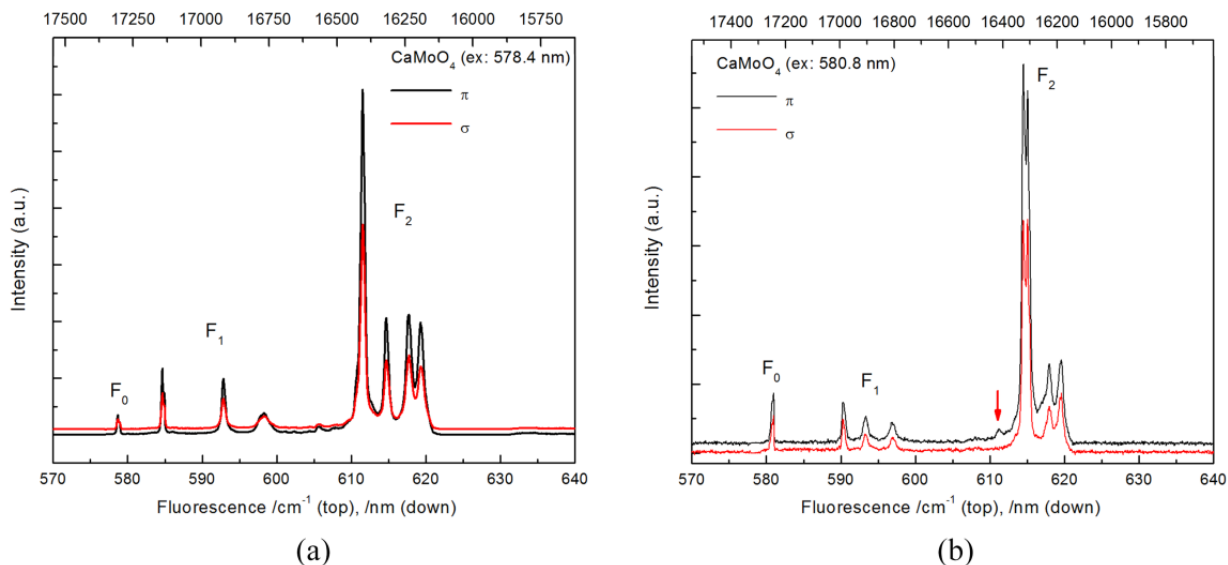 17500 17250 17000 16750 16500 16250 16000 15750
CaMoO4 (ex: 578.4 nm)
π
σ
F2
F1
F0
Intensity (a.u.)
570 580 590 600 610 620 630 640
Fluorescence /cm-1 (top), /nm (down)
(a)
17400 17200 17000 16800 16600 16400 16200 16000 15800
CaMoO4 (ex: 580.8 nm)
π
σ
F2
F0
F1
Intensity (a.u.)
570 580 590 600 610 620 630 640
Fluorescence /cm-1 (top), /nm (down)
(b)